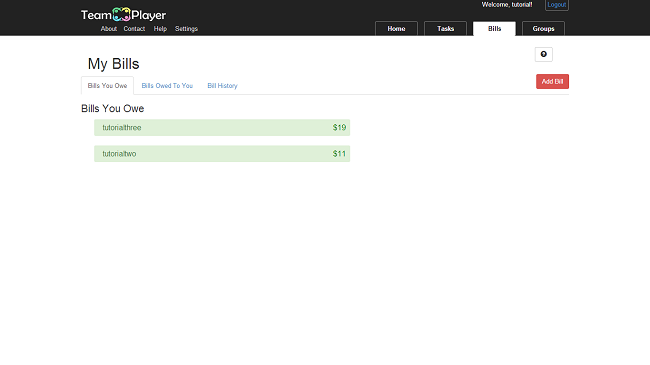 Welcome, tutorial! Logout
Team Player
About Contact Help Settings
Home Tasks Bills Groups
My Bills
Bills You Owe Bills Owed To You Bill History
Add Bill
Bills You Owe
tutorialthree $19
tutorialtwo $11